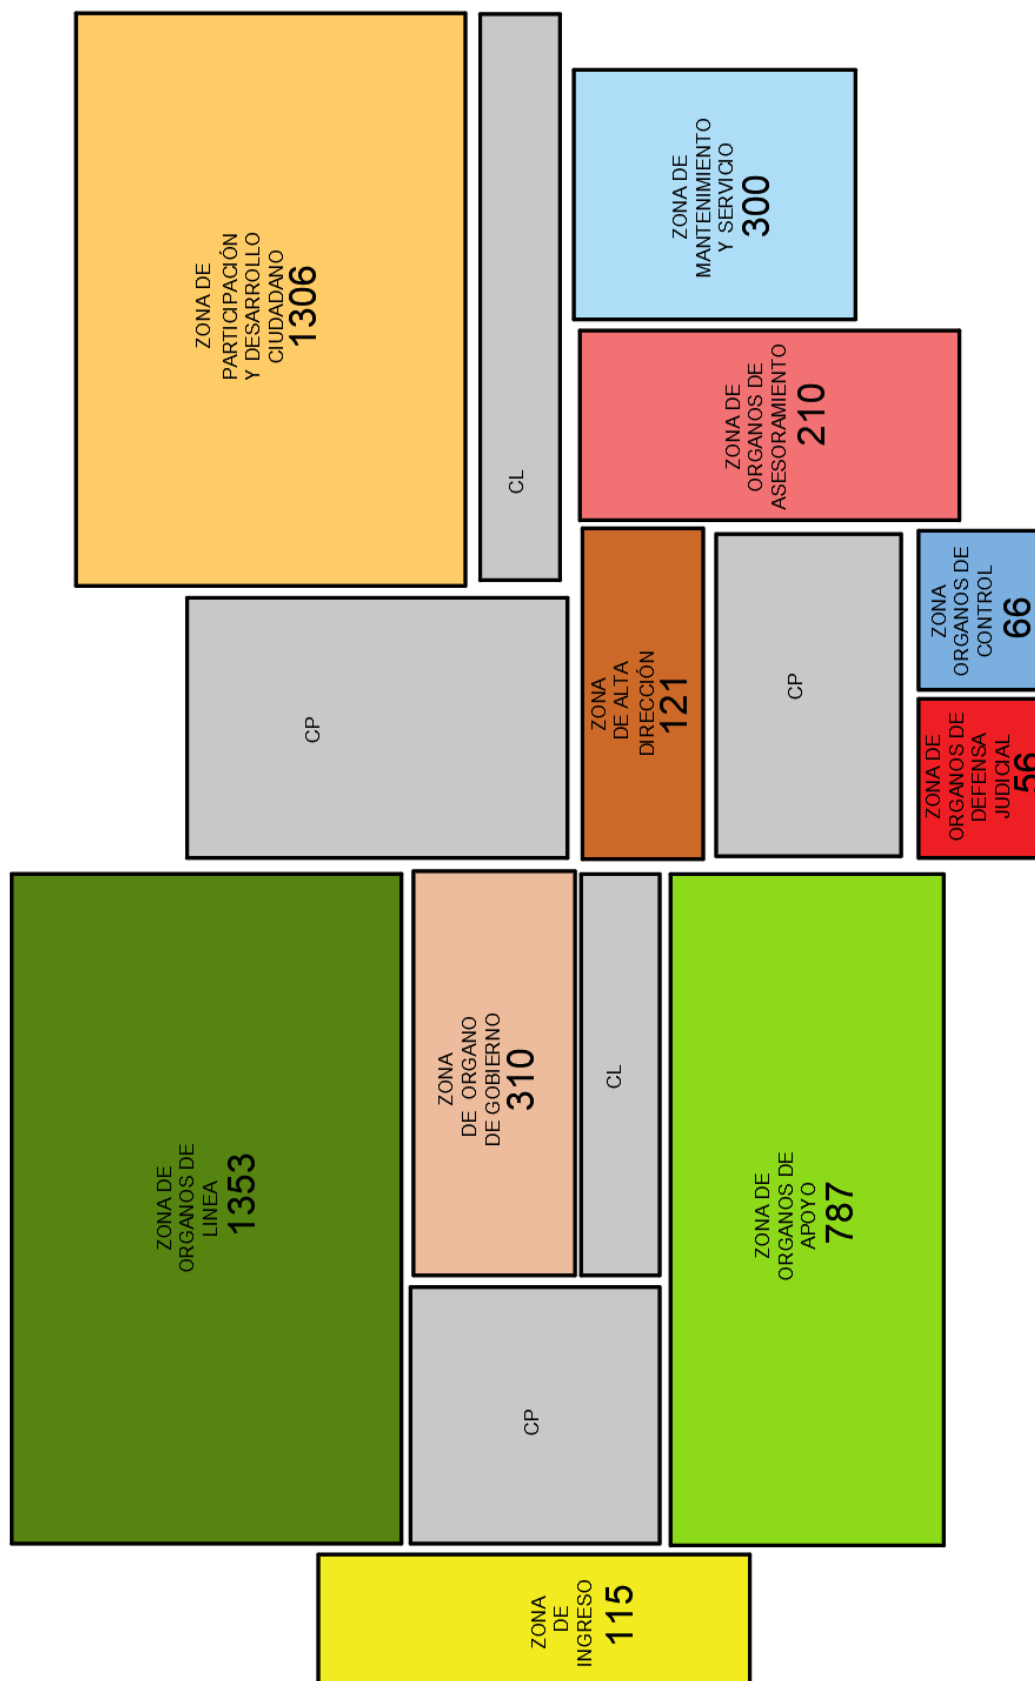 ZONA DE
ORGANOS DE
LINEA
1353
ZONA DE
PARTICIPACIÓN
Y DESARROLLO
CIUDADANO
1306
CP
ZONA
DE ORGANO
DE GOBIERNO
310
CL
CP
ZONA
DE
INGRESO
115
CL
ZONA
DE ALTA
DIRECCIÓN
121
ZONA DE
MANTENIMIENTO
Y SERVICIO
300
ZONA DE
ORGANOS DE
ASESORAMIENTO
210
ZONA DE
ORGANOS DE
APOYO
787
CP
ZONA DE
ORGANOS DE
DEFENSA
JUDICIAL
56
ZONA
ORGANOS DE
CONTROL
66